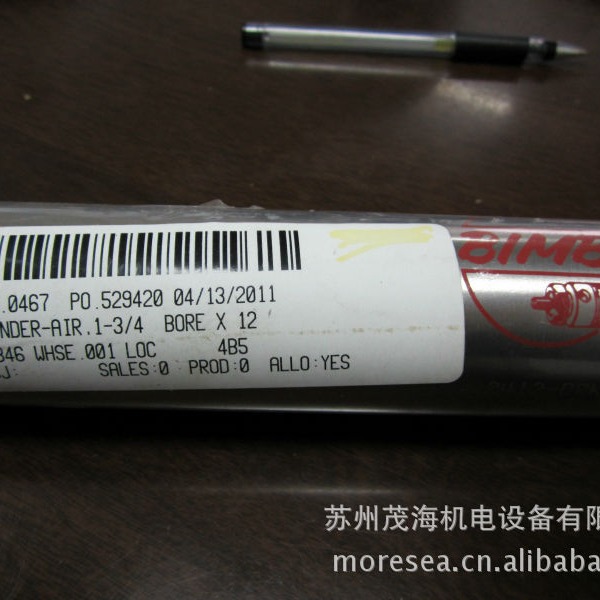 .0467 PO.529420 04/13/2011
NDER-AIR.1-3/4 BORE X 12
346 WHSE.001 LOC 4B5
J: SALES:0 PROD:0 ALLO:YES
BIMB
苏州茂海机电设备有限
moresea.cn.alibaba